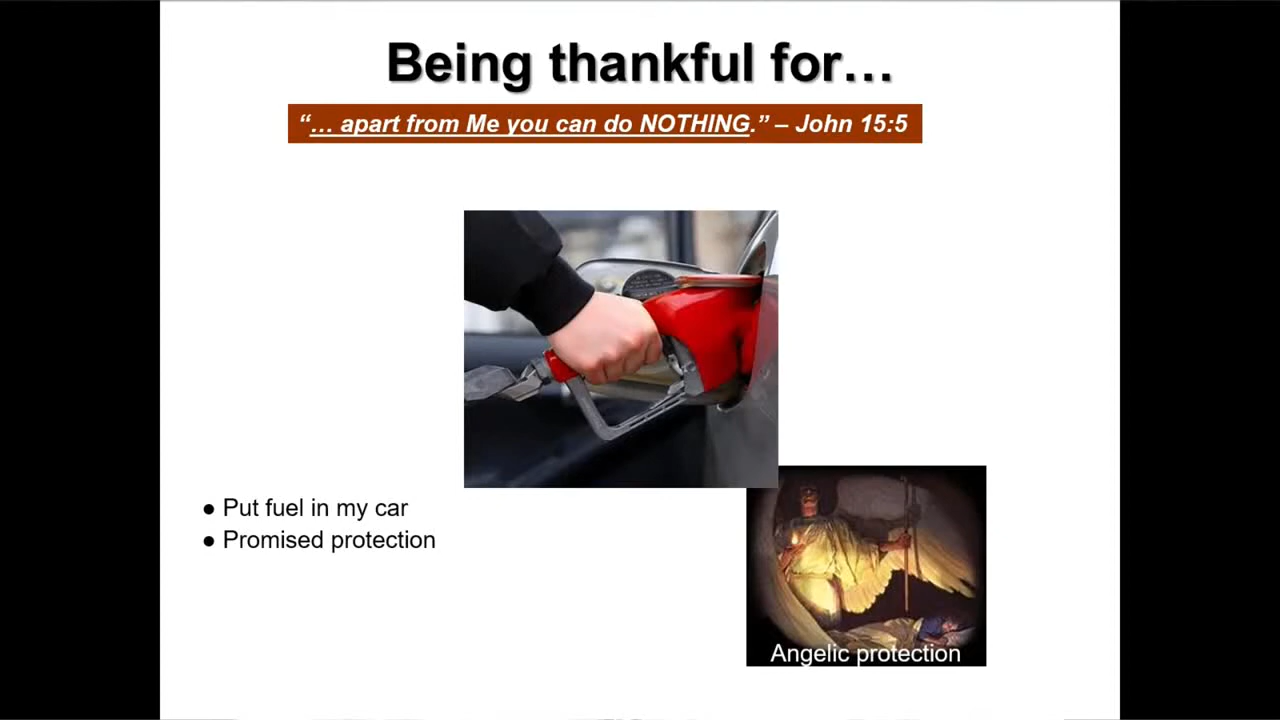 Being thankful for…
“… apart from Me you can do NOTHING.” – John 15:5
● Put fuel in my car
● Promised protection
Angelic protection